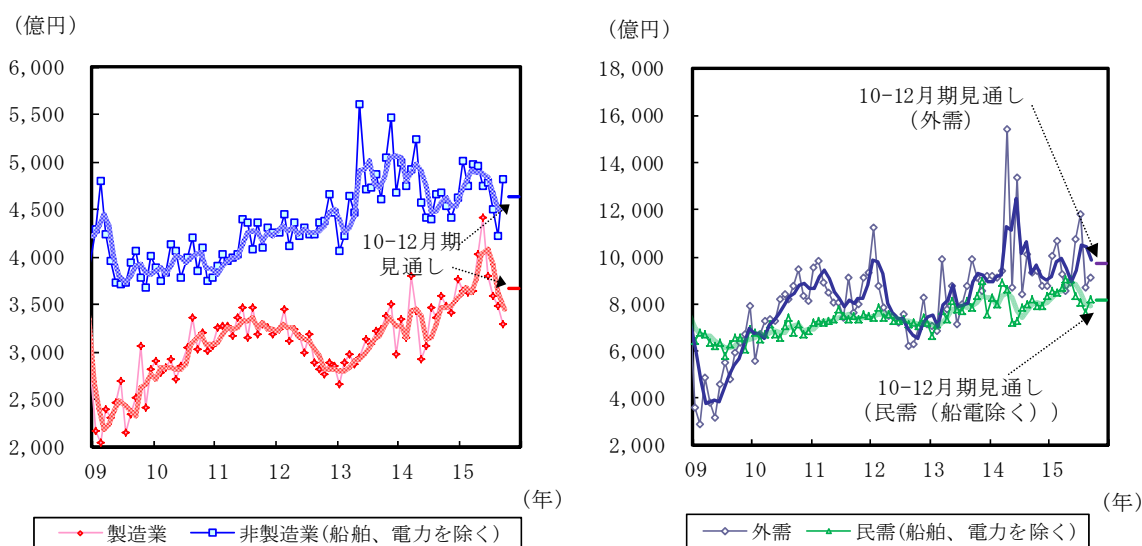 （億円）
6,000
5,000
4,500
4,000
3,500
3,000
2,500
2,000
10-12月期
見通し
09 10 11 12 13 14 15
（年）
製造業 非製造業(船舶、電力を除く)
（億円）
18,000
16,000
14,000
12,000
10,000
8,000
6,000
4,000
2,000
10-12月期見通し
（外需）
10-12月期見通し
（民需（船電除く））
09 10 11 12 13 14 15
（年）
外需 民需(船舶、電力を除く)